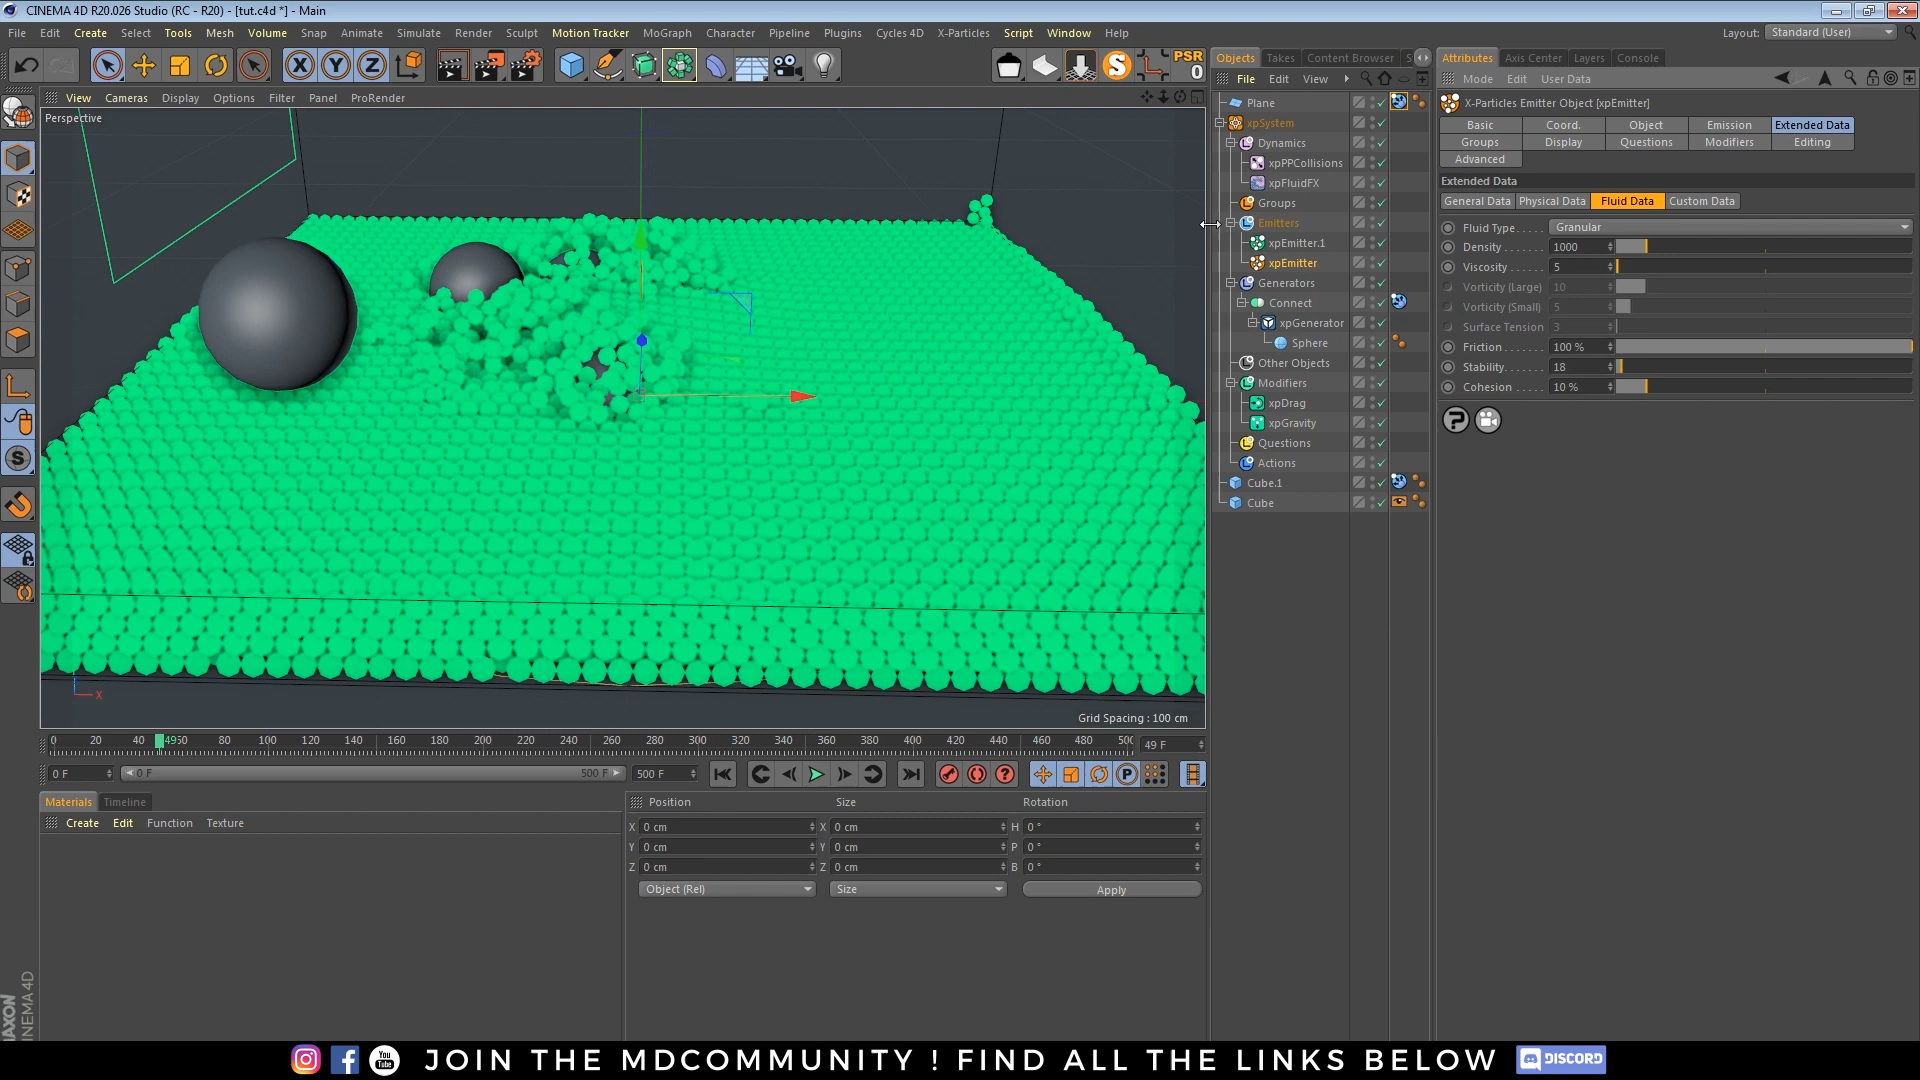 CINEMA 4D R20.026 Studio (RC - R20) - [tut.c4d *] - Main
File Edit Create Select Tools Mesh Volume Snap Animate Simulate Render Sculpt Motion Tracker MoGraph Character Pipeline Plugins Cycles 4D X-Particles Script Window Help Layout: Standard (User)
PSR
0
Objects Takes Content Browser S Attributes Axis Center Layers Console
File Edit View Mode Edit User Data
View Cameras Display Options Filter Panel ProRender
Perspective
Plane
xpSystem
Dynamics
xpPPCollisions
xpFluidFX
Groups
Emitters
xpEmitter.1
xpEmitter
Generators
Connect
xpGenerator
Sphere
Other Objects
Modifiers
xpDrag
xpGravity
Questions
Actions
Cube.1
Cube
X-Particles Emitter Object [xpEmitter]
Basic Coord. Object Emission Extended Data
Groups Display Questions Modifiers Editing
Advanced
Extended Data
General Data Physical Data Fluid Data Custom Data
Fluid Type . . . . . Granular
Density . . . . . . . 1000
Viscosity . . . . . . 5
Vorticity (Large) 10
Vorticity (Small) 5
Surface Tension 3
Friction . . . . . . . 100 %
Stability. . . . . . . 18
Cohesion . . . . . 10 %
X
Grid Spacing : 100 cm
0 20 40 4950 80 100 120 140 160 180 200 220 240 260 280 300 320 340 360 380 400 420 440 460 480 500 49 F
0 F 0 F 500 F 500 F
Materials Timeline
Create Edit Function Texture
Position Size Rotation
X 0 cm X 0 cm H 0 °
Y 0 cm Y 0 cm P 0 °
Z 0 cm Z 0 cm B 0 °
Object (Rel) Size Apply
MAXON
CINEMA 4D
You
Tube
JOIN THE MDCOMMUNITY ! FIND ALL THE LINKS BELOW
DISCORD